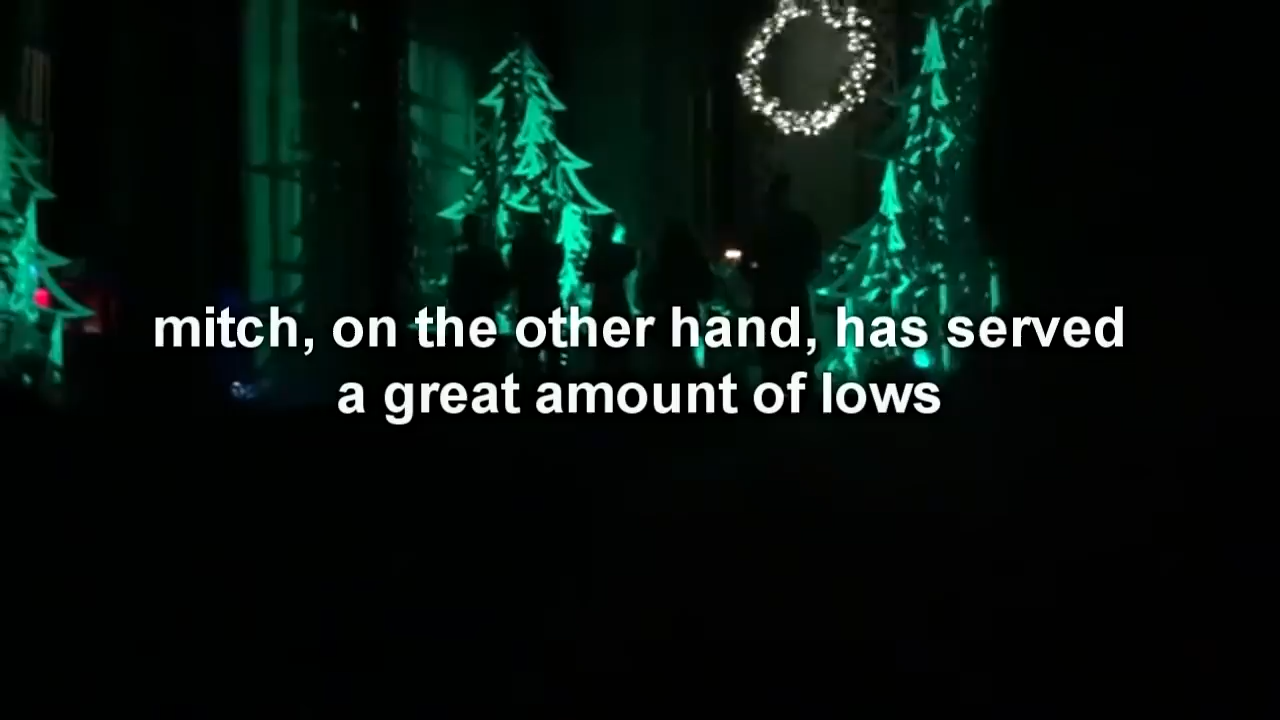 mitch, on the other hand, has served
a great amount of lows